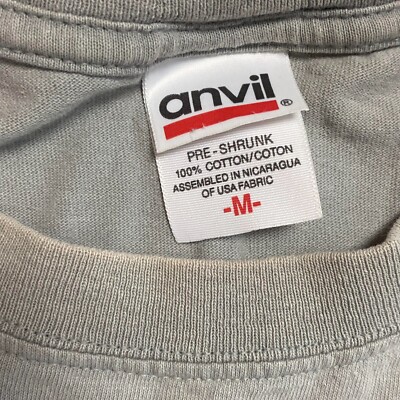 anvil®
PRE-SHRUNK
100% COTTON/COTON
ASSEMBLED IN NICARAGUA
OF USA FABRIC
-M-